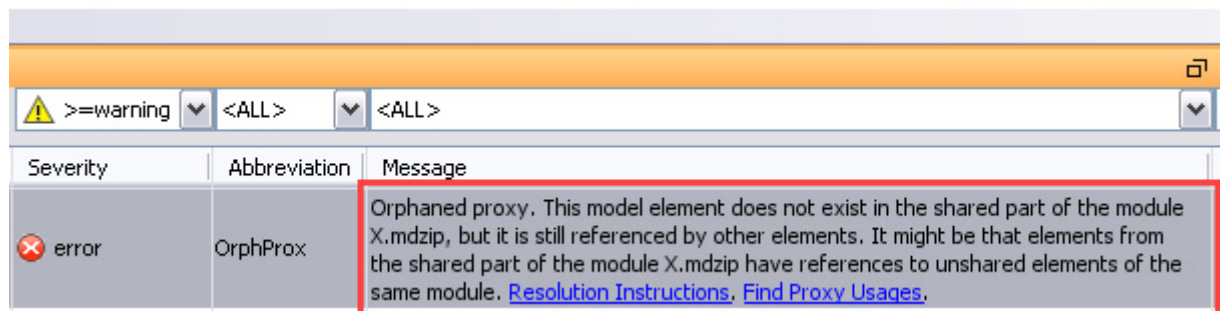 >=warning <ALL> <ALL>
Severity Abbreviation Message
Orphaned proxy. This model element does not exist in the shared part of the module
X.mdzip, but it is still referenced by other elements. It might be that elements from
error OrphProx
the shared part of the module X.mdzip have references to unshared elements of the
same module. Resolution Instructions. Find Proxy Usages.